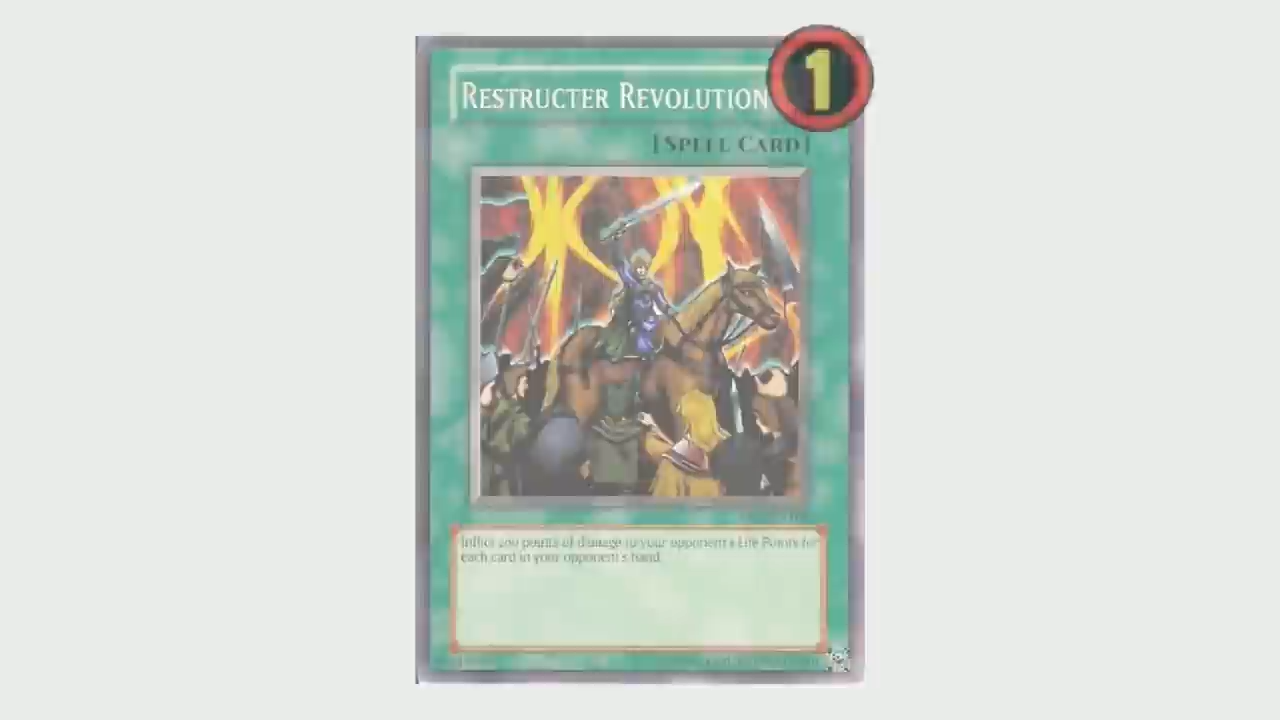 RESTRUCTER REVOLUTION
1
[SPELL CARD]
Inflict 200 points of damage to your opponent's Life Points for
each card in your opponent's hand.